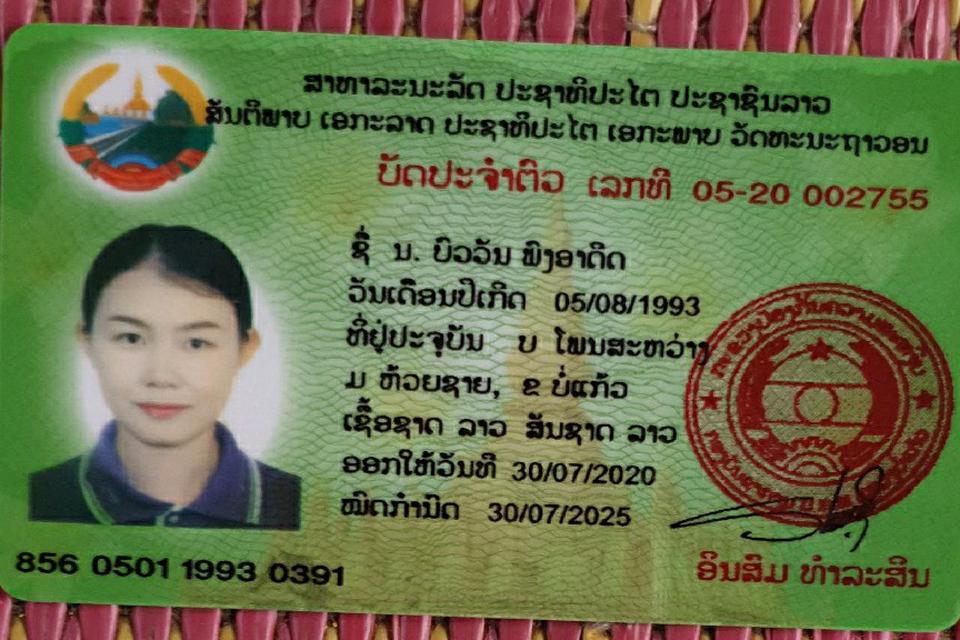 ສາທາລະນະລັດ ປະຊາທິປະໄຕ ປະຊາຊົນລາວ
ສັນຕິພາບ ເອກະລາດ ປະຊາທິປະໄຕ ເອກະພາບ ວັດທະນະຖາວອນ
ບັດປະຈຳຕົວ ເລກທີ 05-20 002755
ຊື່ ນ. ບົວວັນ ພົງອາດິດ
ວັນເດືອນປີເກີດ 05/08/1993
ທີ່ຢູ່ປະຈຸບັນ ບ ໂພນສະຫວ່າງ
ມ ຫ້ວຍຊາຍ, ຂ ບໍ່ແກ້ວ
ເຊື້ອຊາດ ລາວ ສັນຊາດ ລາວ
ອອກໃຫ້ວັນທີ 30/07/2020
ໝົດກຳນົດ 30/07/2025
856 0501 1993 0391
ອິນສົມ ທຳລະສິນ